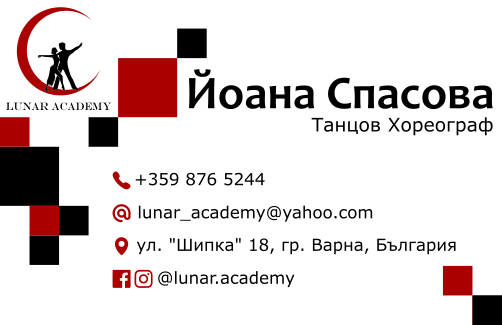 LUNAR ACADEMY
Йоана Спасова
Танцов Хореограф
+359 876 5244
lunar_academy@yahoo.com
ул. "Шипка" 18, гр. Варна, България
@lunar.academy